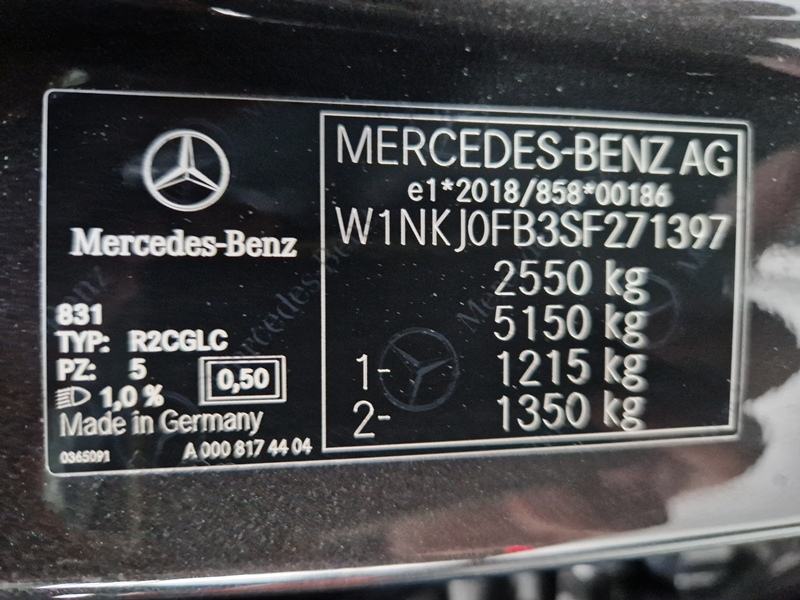 Mercedes-Benz
831
TYP: R2CGLC
PZ: 5
0,50
1,0 %
Made in Germany
0365091
A 000 817 44 04
MERCEDES-BENZ AG
e1*2018/858*00186
W1NKJ0FB3SF271397
2550 kg
5150 kg
1- 1215 kg
2- 1350 kg